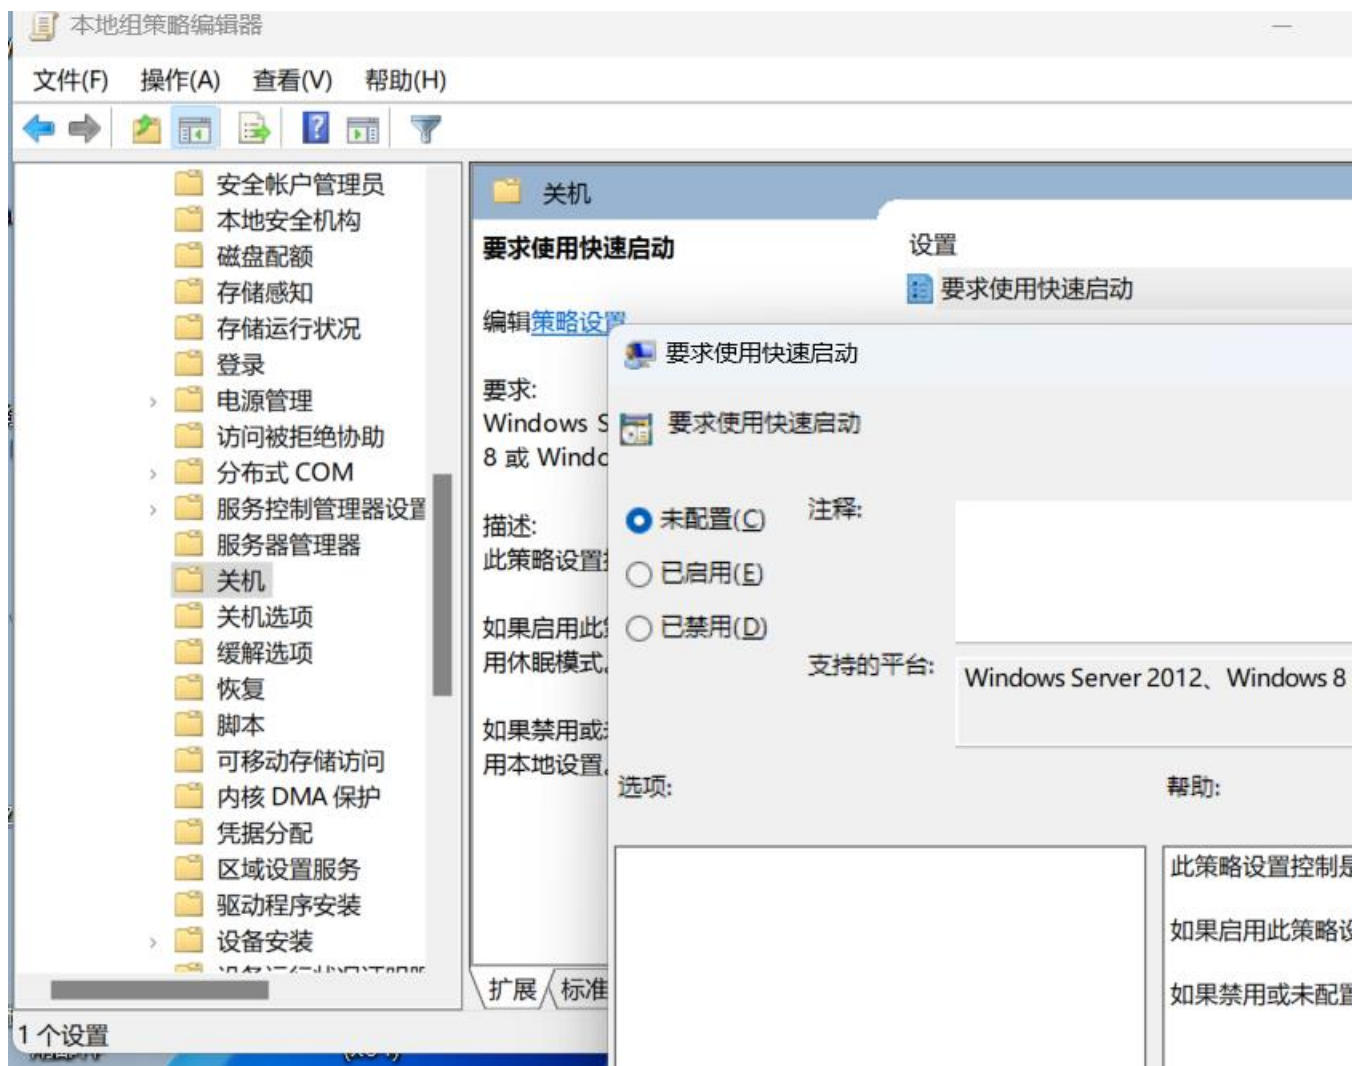 本地组策略编辑器
文件(F) 操作(A) 查看(V) 帮助(H)
安全帐户管理员
本地安全机构
磁盘配额
存储感知
存储运行状况
登录
电源管理
访问被拒绝协助
分布式 COM
服务控制管理器设置
服务器管理器
关机
关机选项
缓解选项
恢复
脚本
可移动存储访问
内核 DMA 保护
凭据分配
区域设置服务
驱动程序安装
设备安装
1 个设置
关机
要求使用快速启动
编辑策略设置
要求:
Windows S
8 或 Windo
描述:
此策略设置
如果启用此
用休眠模式
如果禁用或
用本地设置
扩展 标准
设置
要求使用快速启动
要求使用快速启动
要求使用快速启动
未配置(C)
已启用(E)
已禁用(D)
注释:
支持的平台:
Windows Server 2012、Windows 8
选项:
帮助:
此策略设置控制是
如果启用此策略设
如果禁用或未配置